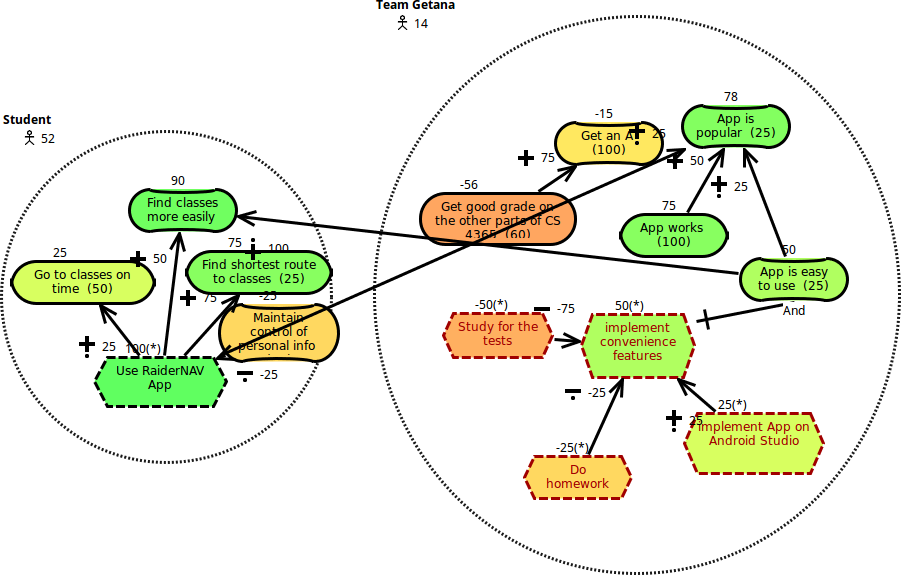 Team Getana
14
Student
52
78
App is
popular (25)
-15
Get an A
(100)
25
75
50
25
-56
Get good grade on
the other parts of CS
4365 (60)
75
App works
(100)
50
App is easy
to use (25)
And
90
Find classes
more easily
25
Go to classes on
time (50)
50
75
100
Find shortest route
to classes (25)
75
-25
Maintain
control of
personal info
25
100(*)
Use RaiderNAV
App
-25
-50(*)
Study for the
tests
-75
50(*)
implement
convenience
features
-25
-25(*)
Do
homework
25(*)
25
implement App on
Android Studio